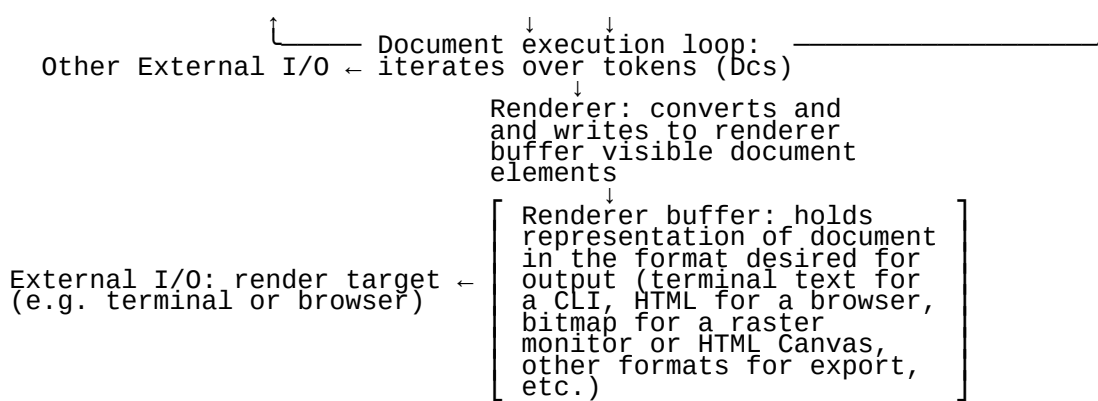 Document execution loop:
Other External I/O ← iterates over tokens (Dcs)
Renderer: converts and
and writes to renderer
buffer visible document
elements
Renderer buffer: holds
representation of document
in the format desired for
External I/O: render target ← output (terminal text for
(e.g. terminal or browser) a CLI, HTML for a browser,
bitmap for a raster
monitor or HTML Canvas,
other formats for export,
etc.)